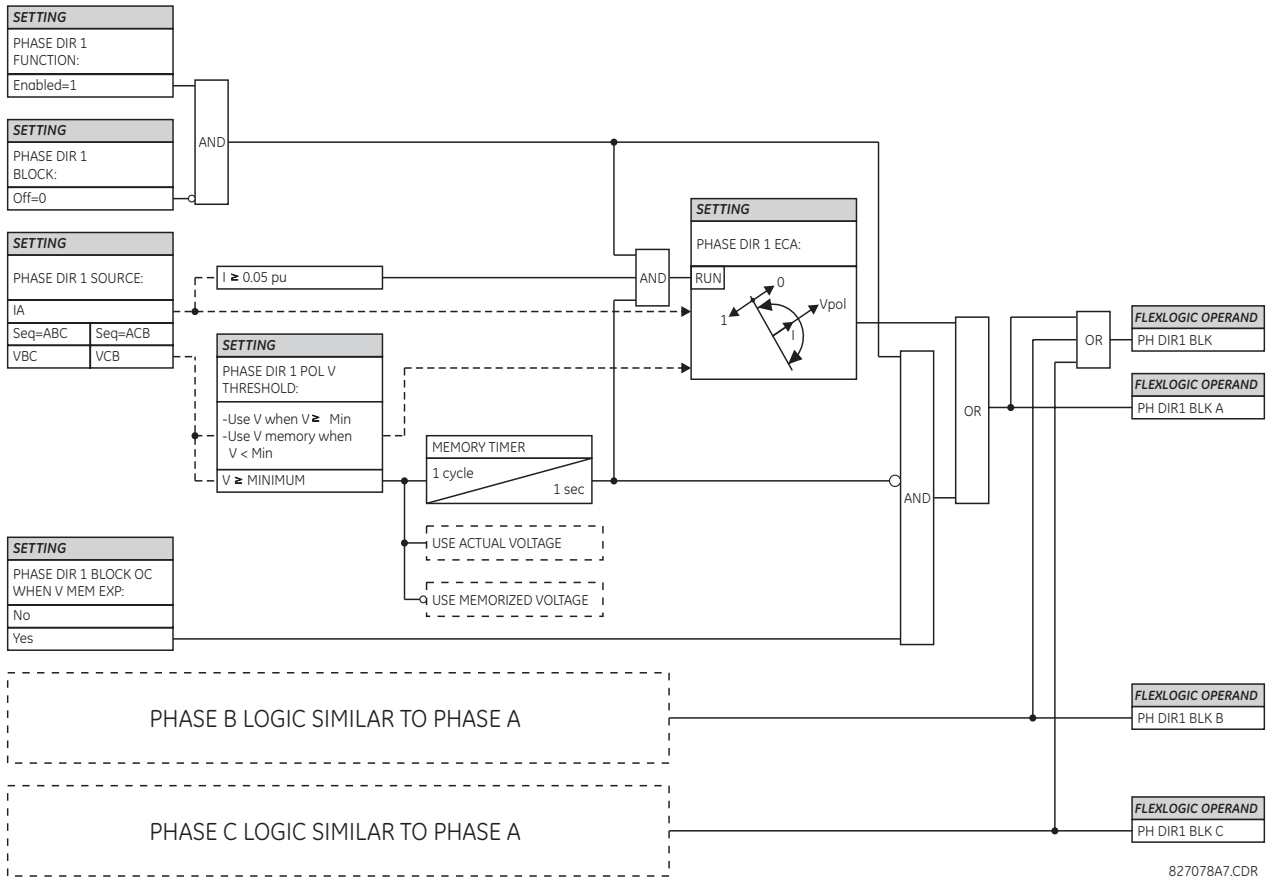 SETTING
PHASE DIR 1
FUNCTION:
Enabled=1
SETTING
PHASE DIR 1
BLOCK:
Off=0
AND
SETTING
PHASE DIR 1 SOURCE:
IA
Seq=ABC Seq=ACB
VBC VCB
I ≥ 0.05 pu
SETTING
PHASE DIR 1 POL V
THRESHOLD:
-Use V when V ≥ Min
-Use V memory when
V < Min
V ≥ MINIMUM
MEMORY TIMER
1 cycle
1 sec
USE ACTUAL VOLTAGE
USE MEMORIZED VOLTAGE
AND
SETTING
PHASE DIR 1 ECA:
RUN
0
1
Vpol
I
SETTING
PHASE DIR 1 BLOCK OC
WHEN V MEM EXP:
No
Yes
AND
OR
OR
FLEXLOGIC OPERAND
PH DIR1 BLK
FLEXLOGIC OPERAND
PH DIR1 BLK A
PHASE B LOGIC SIMILAR TO PHASE A
FLEXLOGIC OPERAND
PH DIR1 BLK B
PHASE C LOGIC SIMILAR TO PHASE A
FLEXLOGIC OPERAND
PH DIR1 BLK C
827078A7.CDR